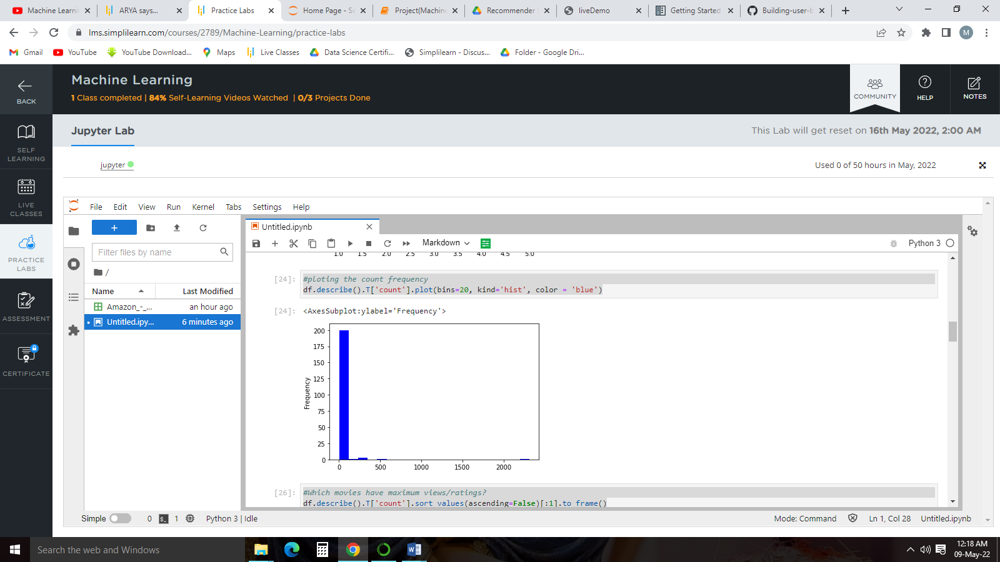 Machine Learnin
ARYA says...
Practice Labs
Home Page - Se
Project(Machine
Recommender
liveDemo
Getting Started
Building-user-b
lms.simplilearn.com/courses/2789/Machine-Learning/practice-labs
M
Gmail
YouTube
YouTube Download...
Maps
Live Classes
Data Science Certifi...
Simplilearn - Discus...
Folder - Google Dri...
BACK
Machine Learning
1 Class completed | 84% Self-Learning Videos Watched | 0/3 Projects Done
COMMUNITY
HELP
NOTES
SELF
LEARNING
LIVE
CLASSES
PRACTICE
LABS
ASSESSMENT
CERTIFICATE
Jupyter Lab
This Lab will get reset on 16th May 2022, 2:00 AM
jupyter
Used 0 of 50 hours in May, 2022
File Edit View Run Kernel Tabs Settings Help
Filter files by name
/
Name Last Modified
Amazon_-_... an hour ago
Untitled.ipy... 6 minutes ago
Untitled.ipynb
Markdown
Python 3
1.0 1.5 2.0 2.5 3.0 3.5 4.0 4.5 5.0
[24]: #ploting the count frequency
df.describe().T['count'].plot(bins=20, kind='hist', color = 'blue')
[24]: <AxesSubplot:ylabel='Frequency'>
Frequency
200
175
150
125
100
75
50
25
0
0 500 1000 1500 2000
[26]: #Which movies have maximum views/ratings?
df.describe().T['count'].sort_values(ascending=False)[:1].to_frame()
Simple 0 1 Python 3 | Idle
Mode: Command Ln 1, Col 28 Untitled.ipynb
Search the web and Windows
12:18 AM
09-May-22